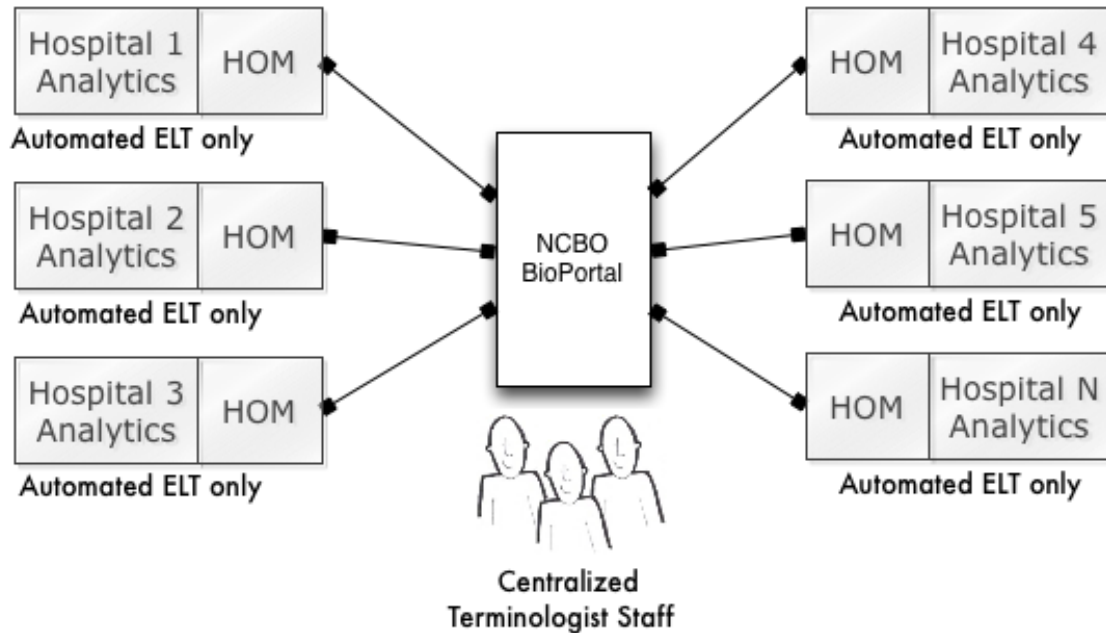 Hospital 1
Analytics
HOM
Automated ELT only
Hospital 2
Analytics
HOM
Automated ELT only
Hospital 3
Analytics
HOM
Automated ELT only
NCBO
BioPortal
Centralized
Terminologist Staff
HOM
Hospital 4
Analytics
Automated ELT only
HOM
Hospital 5
Analytics
Automated ELT only
HOM
Hospital N
Analytics
Automated ELT only